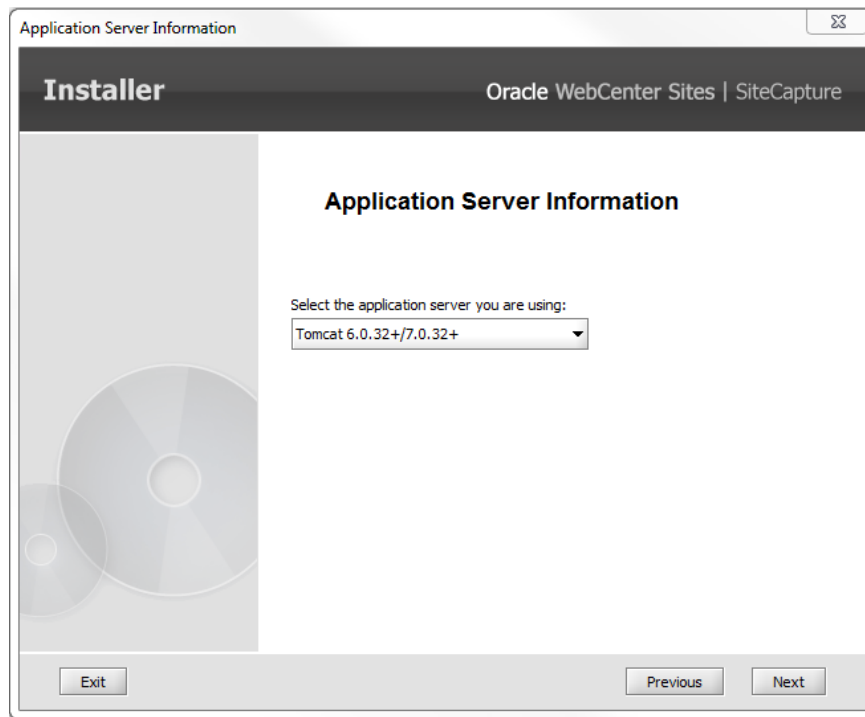 Application Server Information
Installer
Oracle WebCenter Sites | SiteCapture
Application Server Information
Select the application server you are using:
Tomcat 6.0.32+/7.0.32+
Exit
Previous
Next